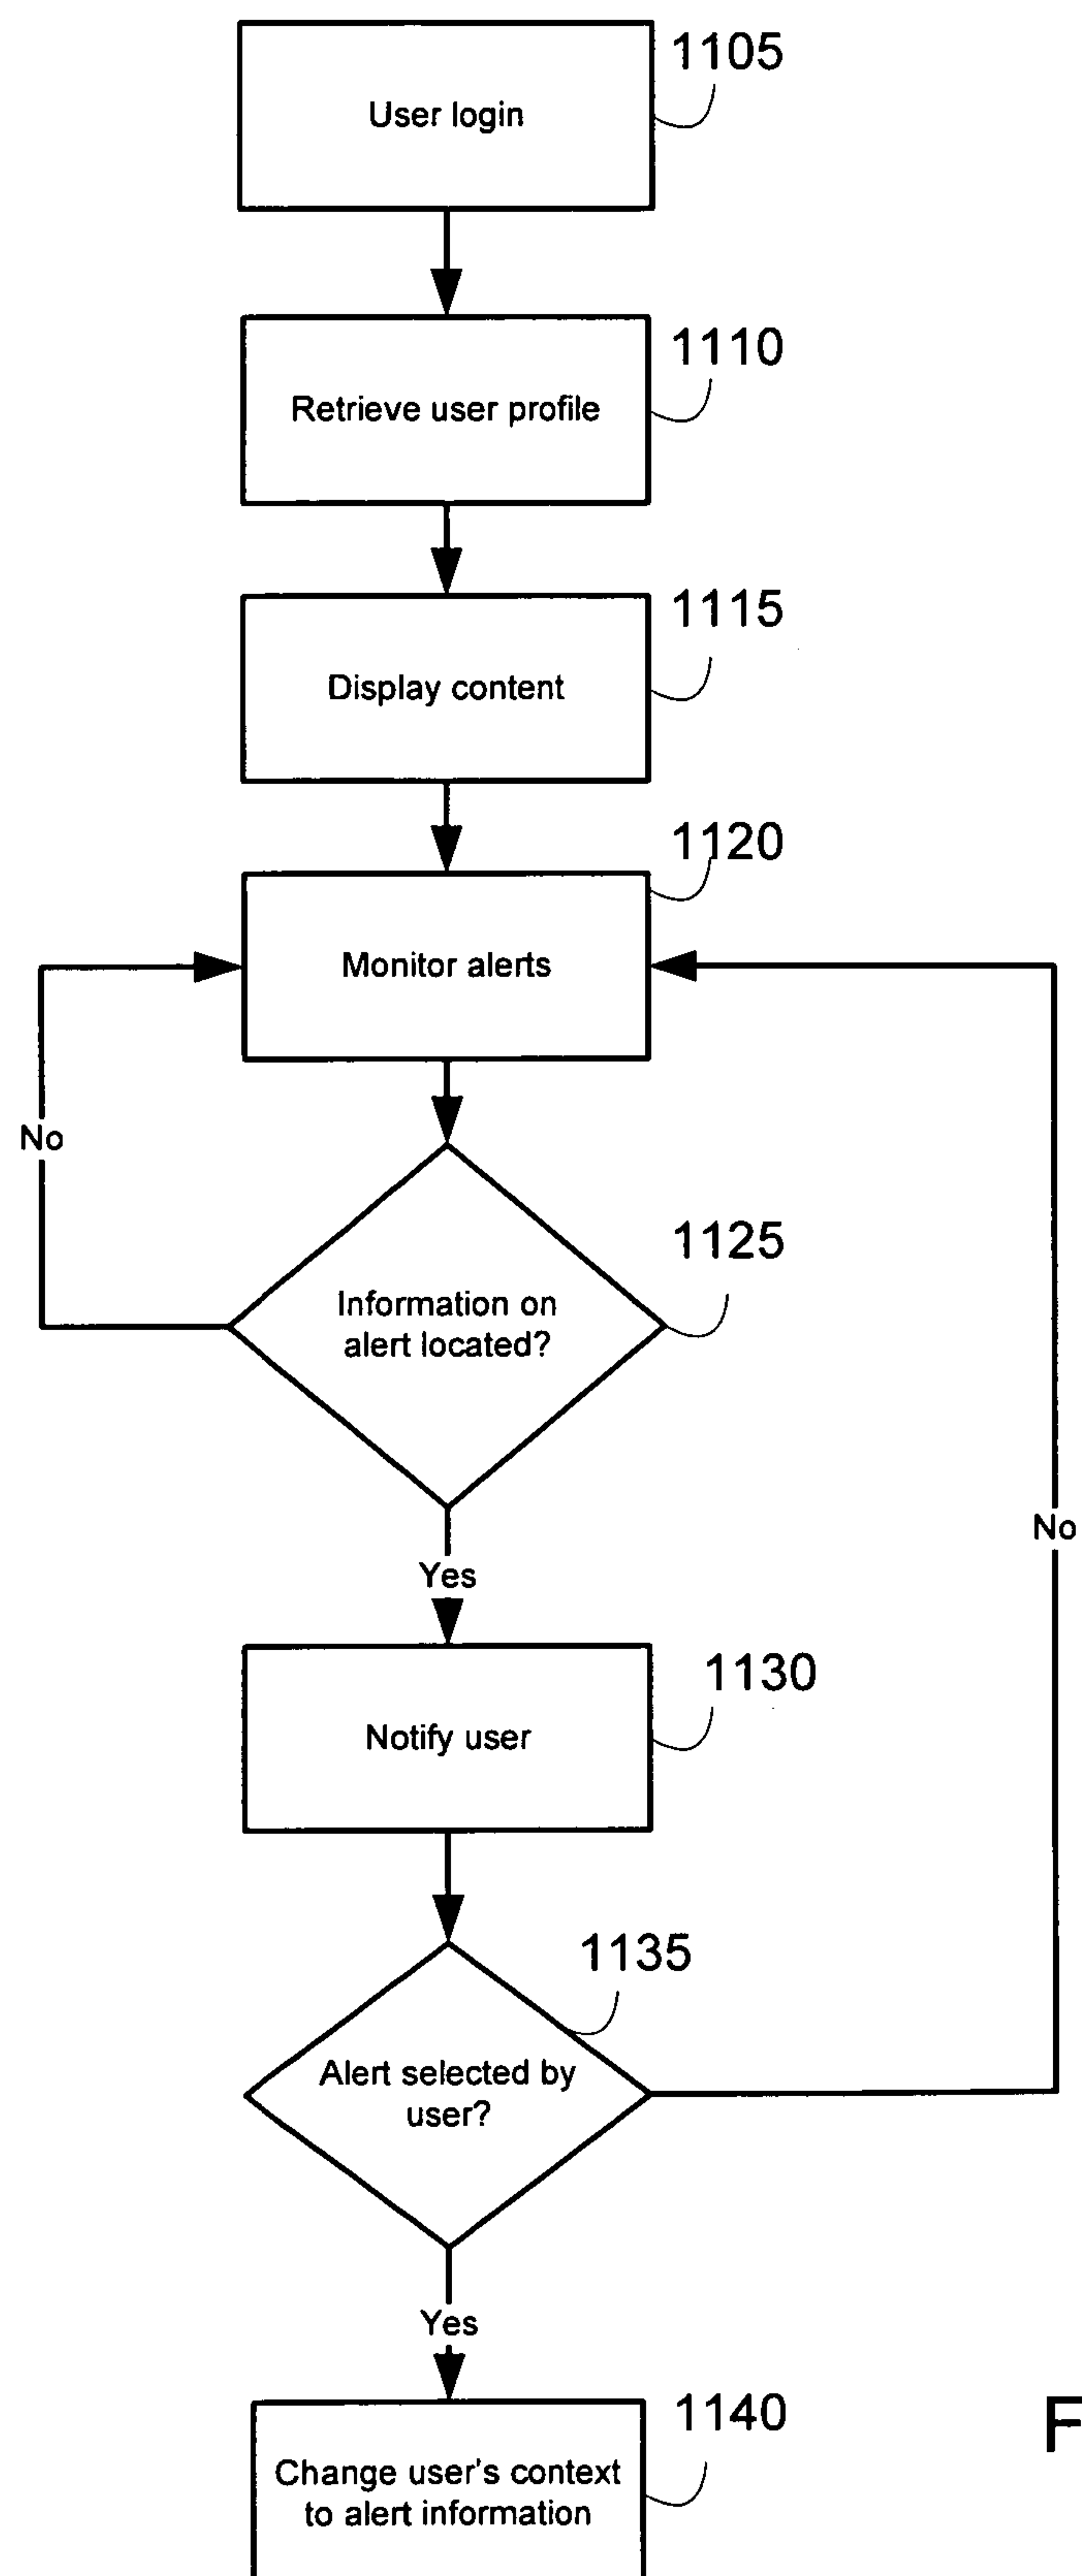 1105
User login
1110
Retrieve user profile
1115
Display content
1120
Monitor alerts
No
1125
Information on
alert located?
No
Yes
1130
Notify user
1135
Alert selected by
user?
Yes
1140
F
Change user's context
to alert information